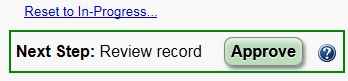 Reset to In-Progress...
Next Step: Review record Approve ?